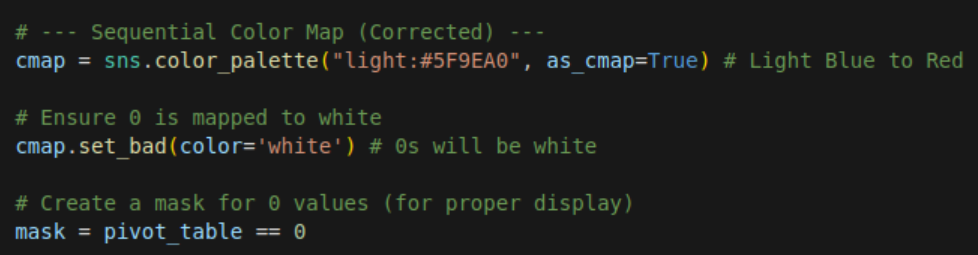 # --- Sequential Color Map (Corrected) ---
cmap = sns.color_palette("light:#5F9EA0", as_cmap=True) # Light Blue to Red
# Ensure 0 is mapped to white
cmap.set_bad(color='white') # 0s will be white
# Create a mask for 0 values (for proper display)
mask = pivot_table == 0